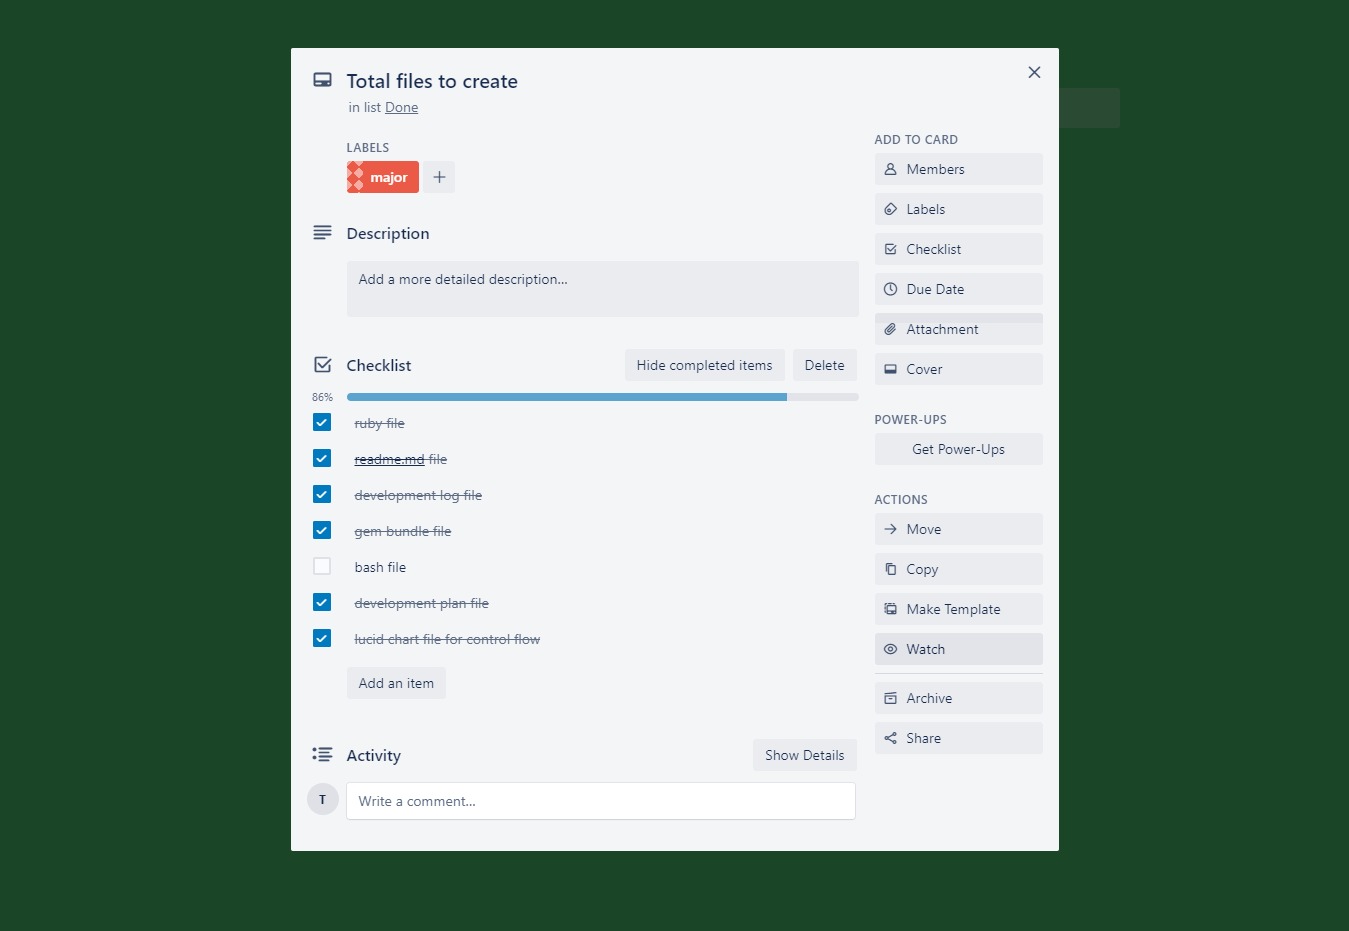 Total files to create
in list Done
LABELS
major
Description
Add a more detailed description...
Checklist
Hide completed items
Delete
86%
ruby file
readme.md file
development log file
gem bundle file
bash file
development plan file
lucid chart file for control flow
Add an item
Activity
Show Details
T
Write a comment...
ADD TO CARD
Members
Labels
Checklist
Due Date
Attachment
Cover
POWER-UPS
Get Power-Ups
ACTIONS
Move
Copy
Make Template
Watch
Archive
Share